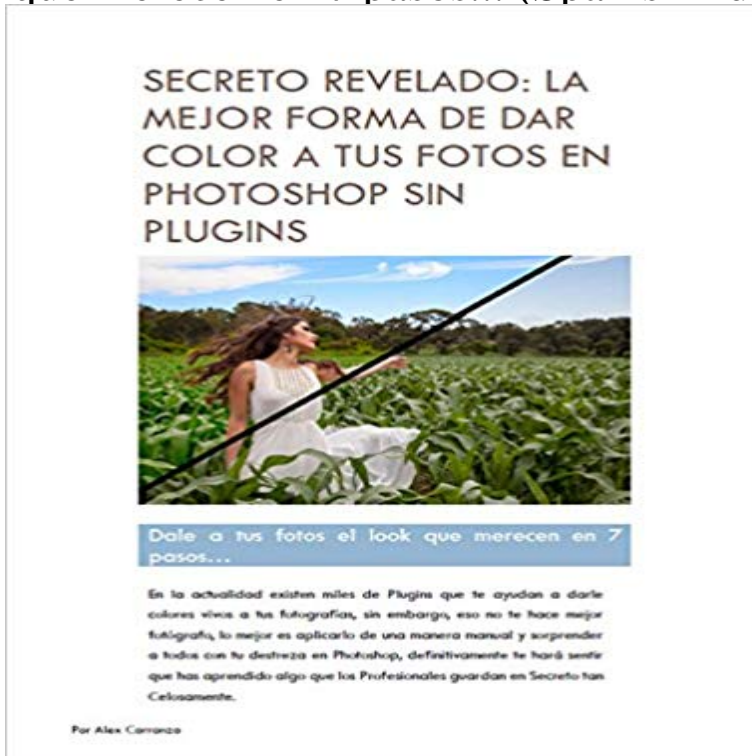 SECRETO REVELADO: LA
MEJOR FORMA DE DAR
COLOR A TUS FOTOS EN
PHOTOSHOP SIN
PLUGINS
Dale a tus fotos el look que merecen en 7
pasos...
En la actualidad existen miles de Plugins que te ayudan a darle
colores vivos a tus fotografías, sin embargo, eso no te hace mejor
fotógrafo, lo mejor es aplicarlo de una manera manual y sorprender
a todos con tu destreza en Photoshop, definitivamente te hará sentir
que has aprendido algo que los Profesionales guardan en Secreto tan
Celosamente.
Por Alex Carranza